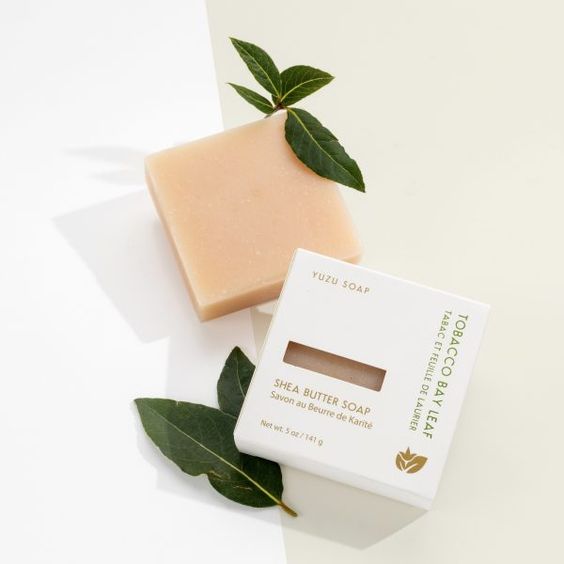 YUZU SOAP
SHEA BUTTER SOAP
Savon au Beurre de Karité
Net wt. 5 oz / 141 g
TOBACCO BAY LEAF
TABAC ET FEUILLE DE LAURIER